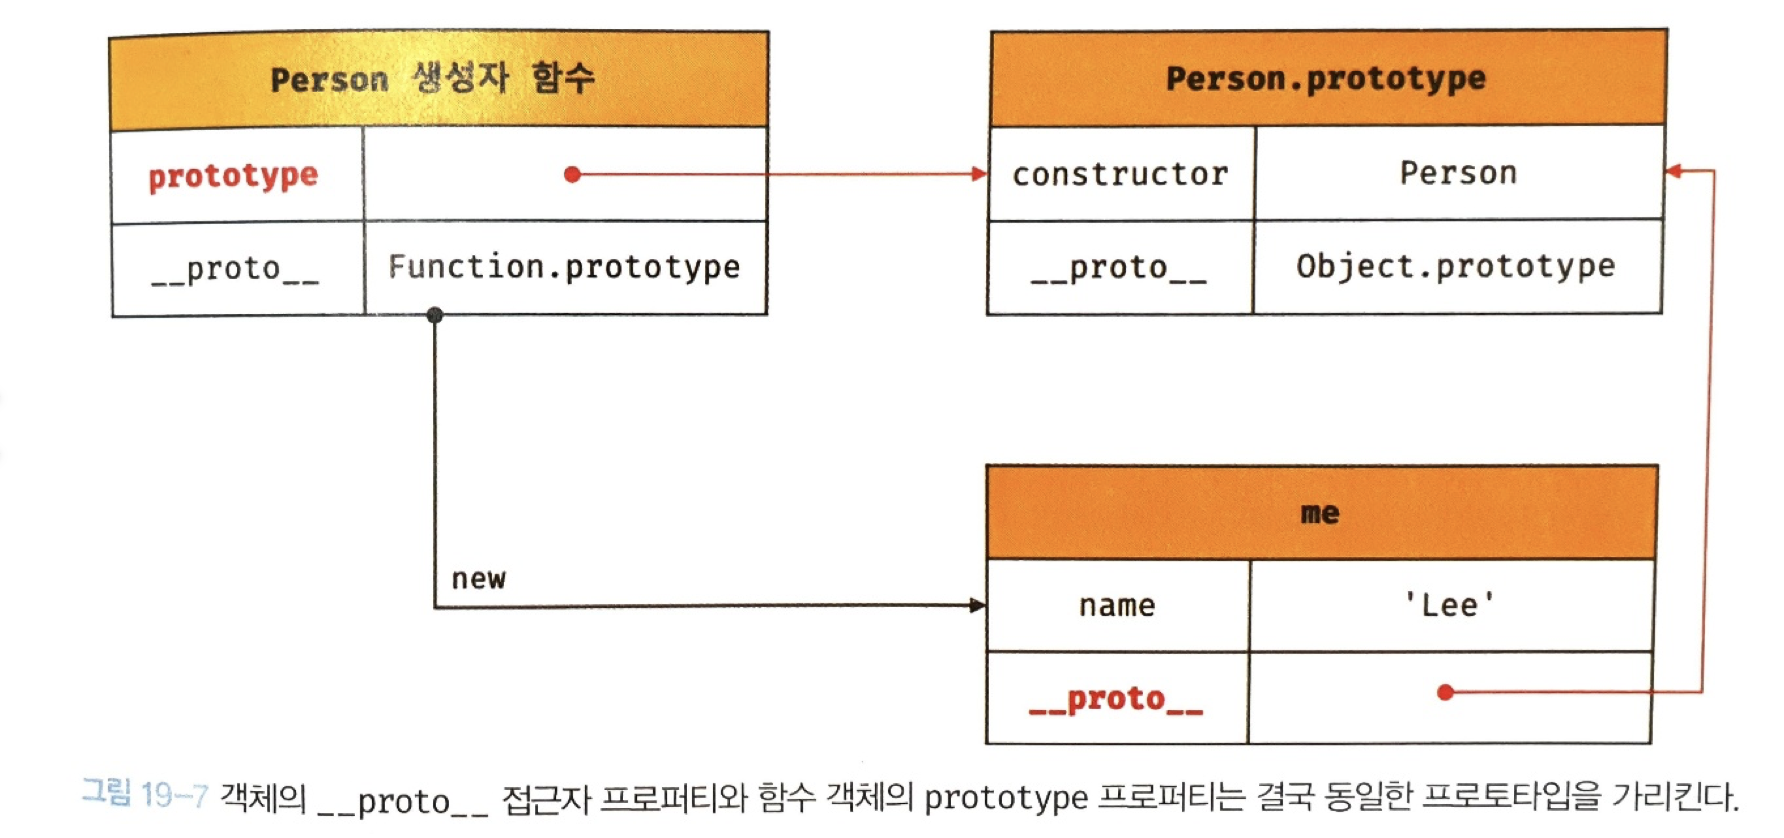 Person 생성자 함수
prototype
__proto__ Function.prototype
Person.prototype
constructor Person
__proto__ Object.prototype
new
me
name 'Lee'
__proto__
그림 19-7 객체의 __proto__ 접근자 프로퍼티와 함수 객체의 prototype 프로퍼티는 결국 동일한 프로토타입을 가리킨다.